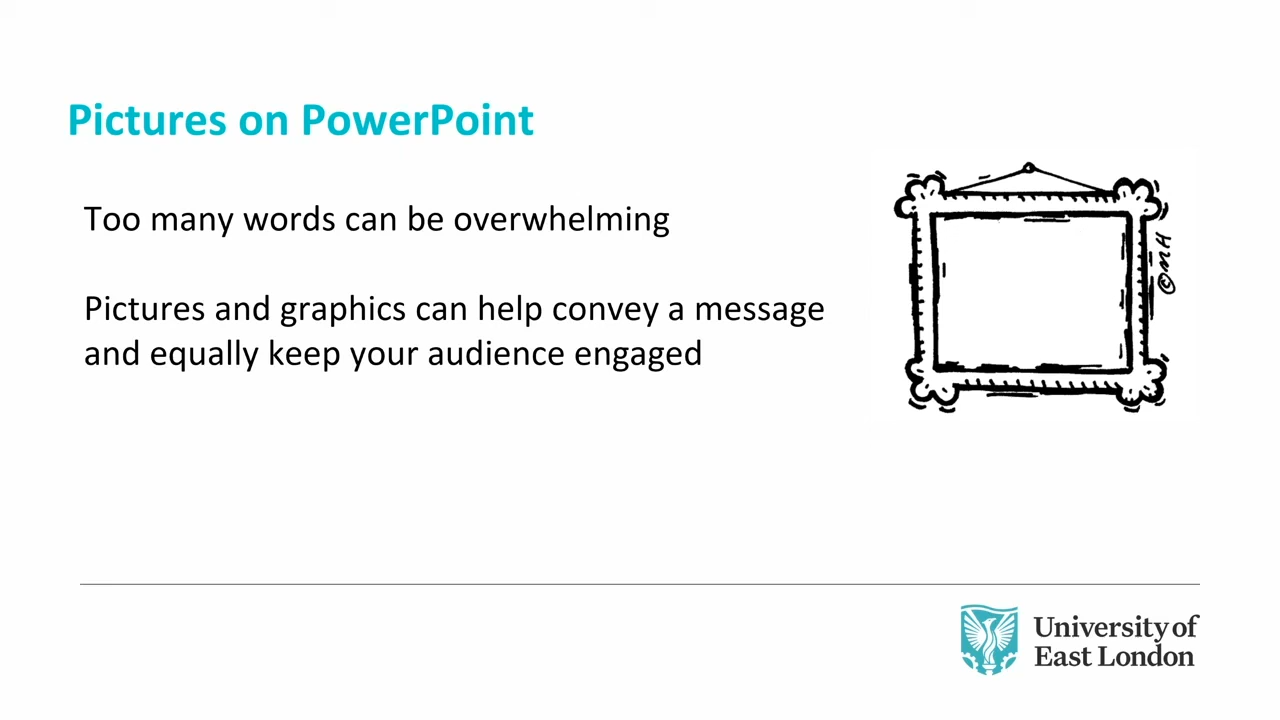 Pictures on PowerPoint
Too many words can be overwhelming
Pictures and graphics can help convey a message
and equally keep your audience engaged
©MH
University of
East London